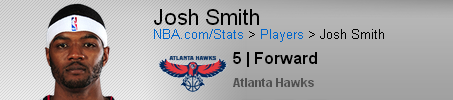 Josh Smith
NBA.com/Stats > Players > Josh Smith
ATLANTA HAWKS
5 | Forward
Atlanta Hawks